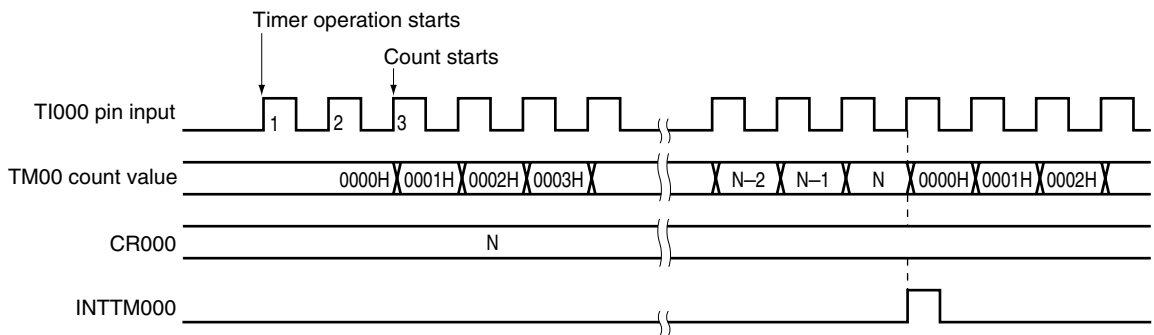 Timer operation starts
Count starts
TI000 pin input
1 2 3
TM00 count value
0000H 0001H 0002H 0003H N–2 N–1 N 0000H 0001H 0002H
CR000
N
INTTM000